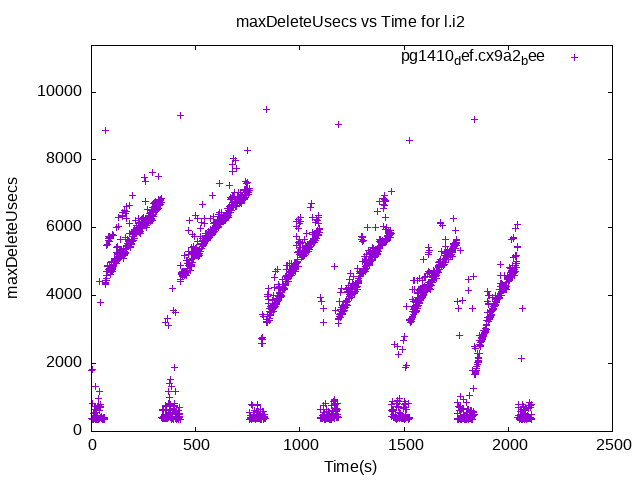 maxDeleteUsecs vs Time for l.i2
pg1410_def.cx9a2_bee
10000
8000
6000
4000
2000
0
maxDeleteUsecs
0 500 1000 1500 2000 2500
Time(s)